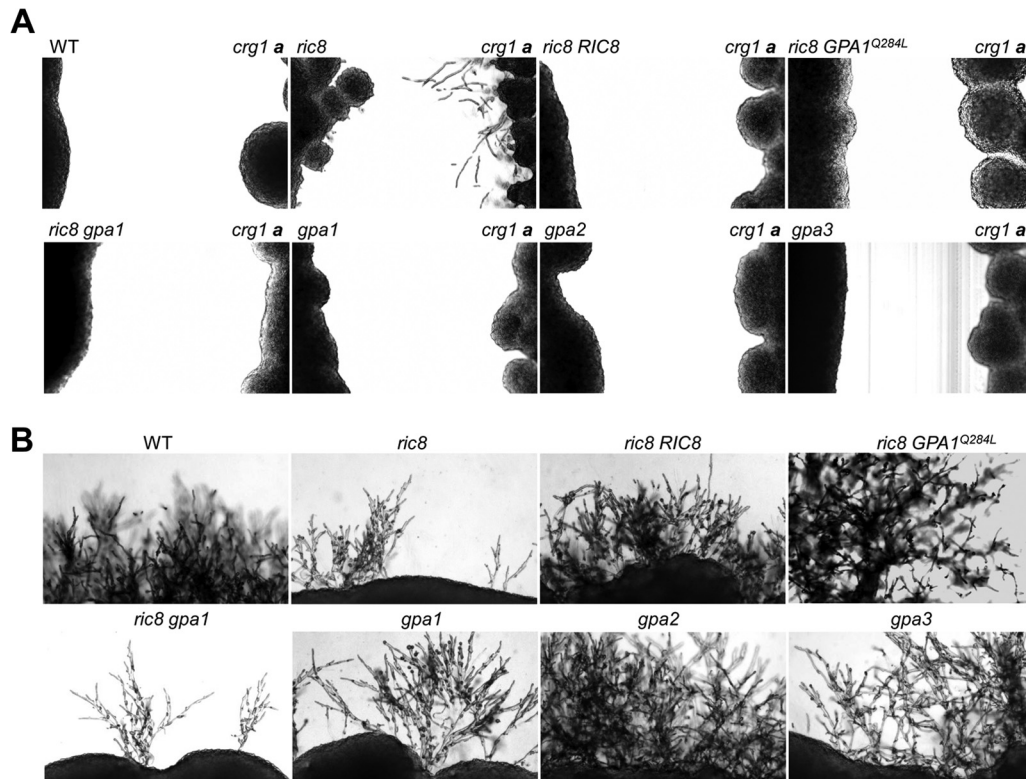 A
WT crg1 a ric8 crg1 a ric8 RIC8 crg1 a ric8 GPA1Q284L crg1 a
ric8 gpa1 crg1 a gpa1 crg1 a gpa2 crg1 a gpa3 crg1 a
B
WT ric8 ric8 RIC8 ric8 GPA1Q284L
ric8 gpa1 gpa1 gpa2 gpa3